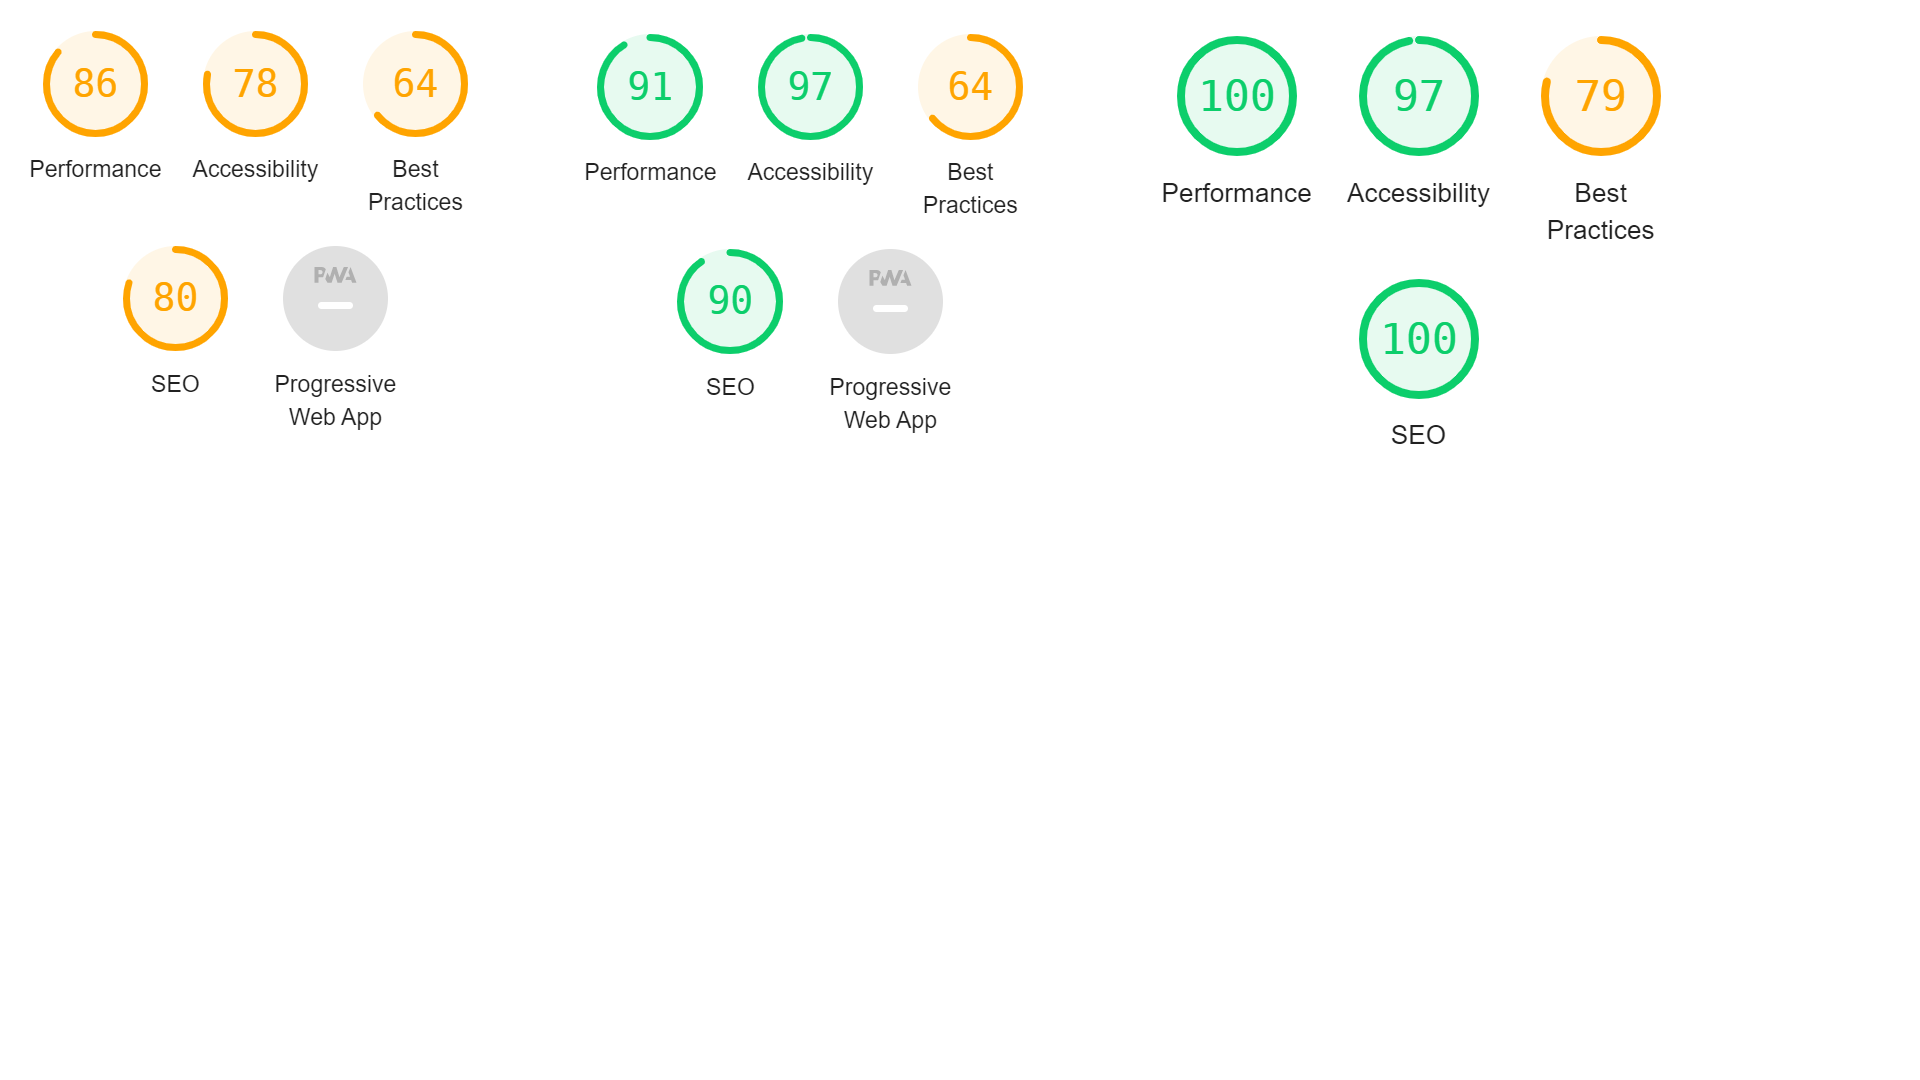 86 78 64
Performance Accessibility Best
Practices
80 PWA
SEO Progressive
Web App
91 97 64
Performance Accessibility Best
Practices
90 PWA
SEO Progressive
Web App
100 97 79
Performance Accessibility Best
Practices
100
SEO